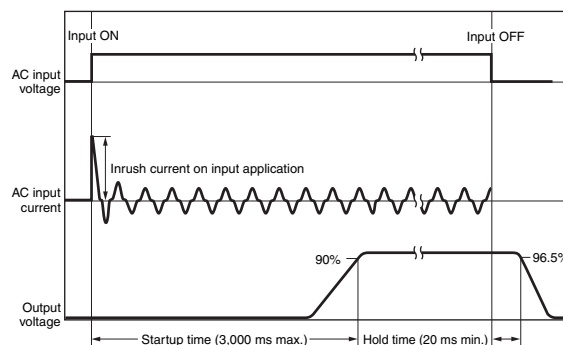 Input ON
Input OFF
AC input
voltage
Inrush current on input application
AC input
current
90%
96.5%
Output
voltage
Startup time (3,000 ms max.)
Hold time (20 ms min.)